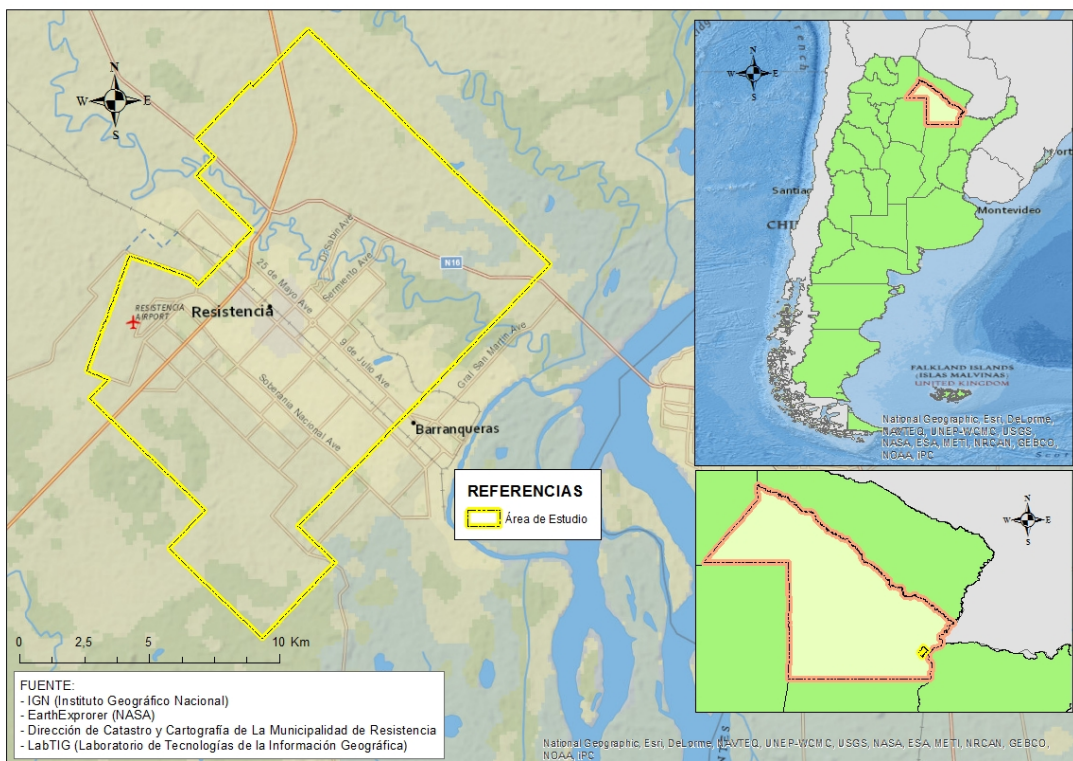 N
W E
S
N16
Dosabin Ave
Sarmiento Ave
25 de Mayo Ave
RESISTENCIA
AIRPORT
Resistencia
9 de Julio Ave
Gral San Martin Ave
Soberania Nacional Ave
Barranqueras
REFERENCIAS
Área de Estudio
0 2,5 5 10 Km
FUENTE:
- IGN (Instituto Geográfico Nacional)
- EarthExprorer (NASA)
- Dirección de Catastro y Cartografía de La Municipalidad de Resistencia
- LabTIG (Laboratorio de Tecnologías de la Información Geográfica)
National Geographic, Esri, DeLorme, NAVTEQ, UNEP-WCMC, USGS, NASA, ESA, METI, NRCAN, GEBCO,
NOAA, iPC
N
W E
S
Santiag
CHI
Montevideo
FALKLAND ISLANDS
(ISLAS MALVINAS)
UNITED KINGDOM
National Geographic, Esri, DeLorme,
NAVTEQ, UNEP-WCMC, USGS,
NASA, ESA, METI, NRCAN, GEBCO,
NOAA, iPC
N
W E
S